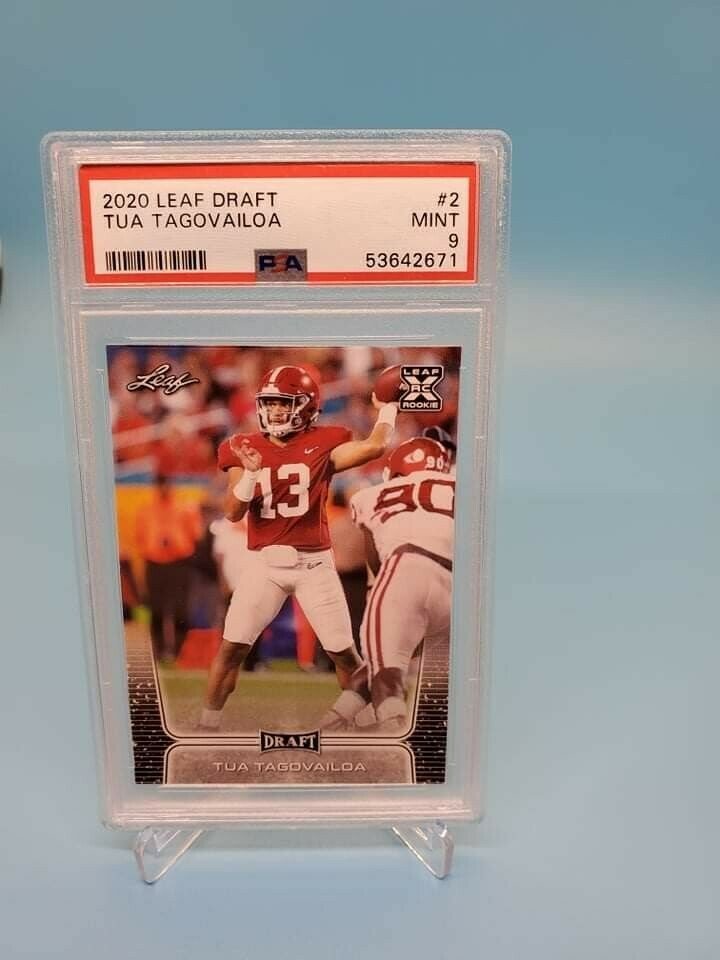 2020 LEAF DRAFT #2
TUA TAGOVAILOA MINT
9
PSA 53642671
Leaf
LEAF
RC
ROOKIE
13
90
90
DRAFT
TUA TAGOVAILOA